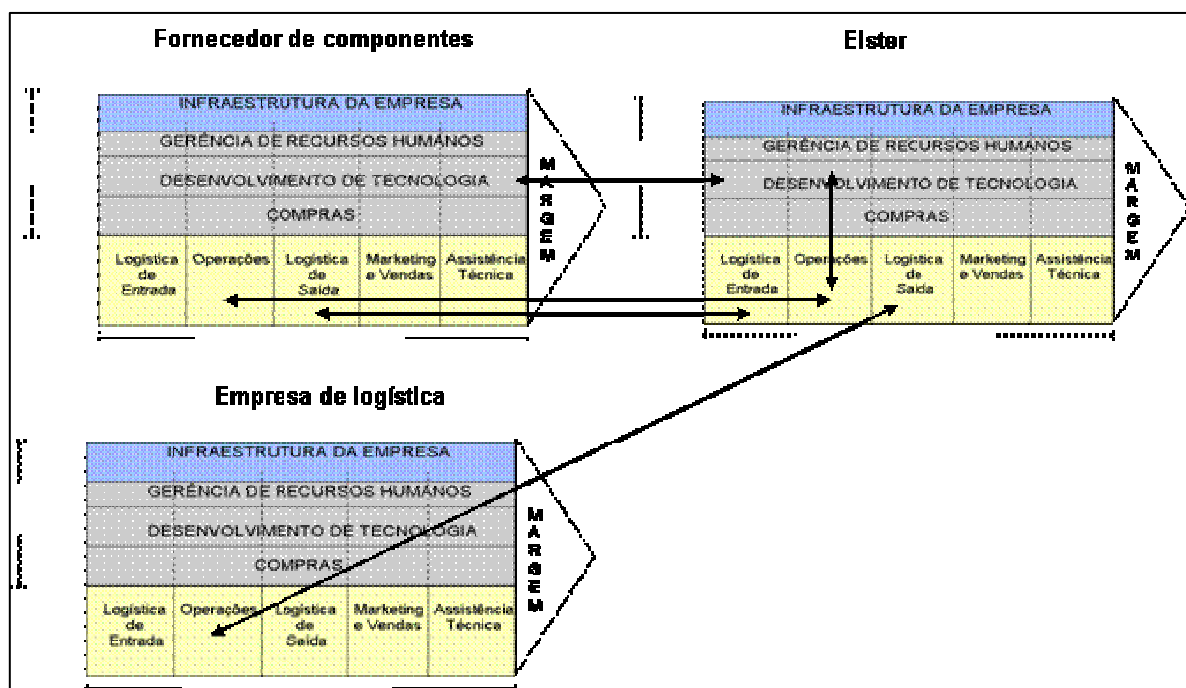 Fornecedor de componentes
INFRAESTRUTURA DA EMPRESA
GERÊNCIA DE RECURSOS HUMANOS
DESENVOLVIMENTO DE TECNOLOGIA
COMPRAS
Logística de Entrada
Operações
Logística de Saída
Marketing e Vendas
Assistência Técnica
MARGEM
Elster
INFRAESTRUTURA DA EMPRESA
GERÊNCIA DE RECURSOS HUMANOS
DESENVOLVIMENTO DE TECNOLOGIA
COMPRAS
Logística de Entrada
Operações
Logística de Saída
Marketing e Vendas
Assistência Técnica
MARGEM
Empresa de logística
INFRAESTRUTURA DA EMPRESA
GERÊNCIA DE RECURSOS HUMANOS
DESENVOLVIMENTO DE TECNOLOGIA
COMPRAS
Logística de Entrada
Operações
Logística de Saída
Marketing e Vendas
Assistência Técnica
MARGEM